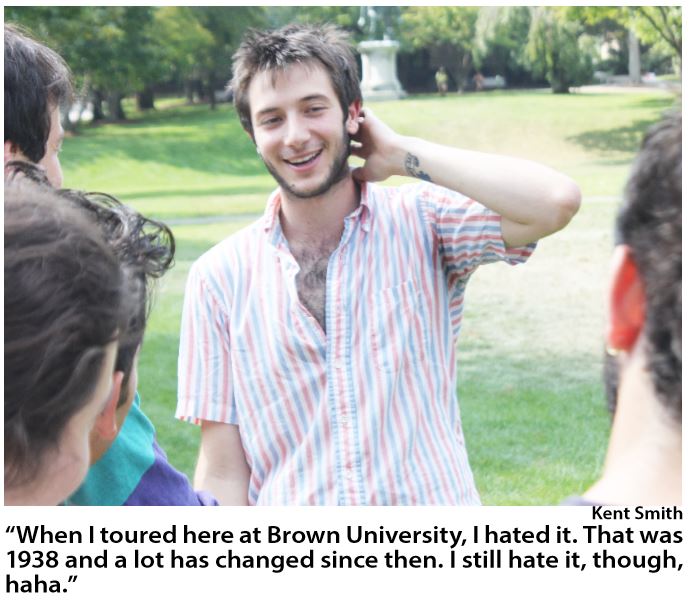 Kent Smith
“When I toured here at Brown University, I hated it. That was
1938 and a lot has changed since then. I still hate it, though,
haha.”